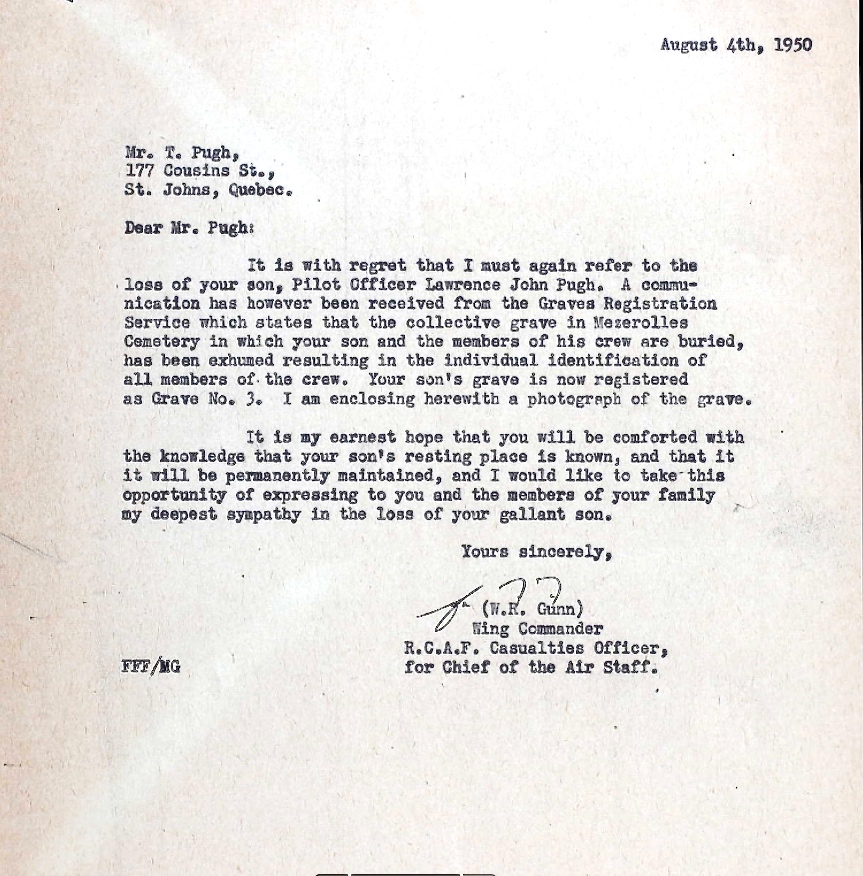 August 4th, 1950
Mr. T. Pugh,
177 Cousins St.,
St. Johns, Quebec.
Dear Mr. Pugh:
It is with regret that I must again refer to the
loss of your son, Pilot Officer Lawrence John Pugh. A commu-
nication has however been received from the Graves Registration
Service which states that the collective grave in Mezerolles
Cemetery in which your son and the members of his crew are buried,
has been exhumed resulting in the individual identification of
all members of the crew. Your son's grave is now registered
as Grave No. 3. I am enclosing herewith a photograph of the grave.
It is my earnest hope that you will be comforted with
the knowledge that your son's resting place is known, and that it
it will be permanently maintained, and I would like to take this
opportunity of expressing to you and the members of your family
my deepest sympathy in the loss of your gallant son.
Yours sincerely,
(W.R. Gunn)
Wing Commander
R.C.A.F. Casualties Officer,
for Chief of the Air Staff.
FFF/MG